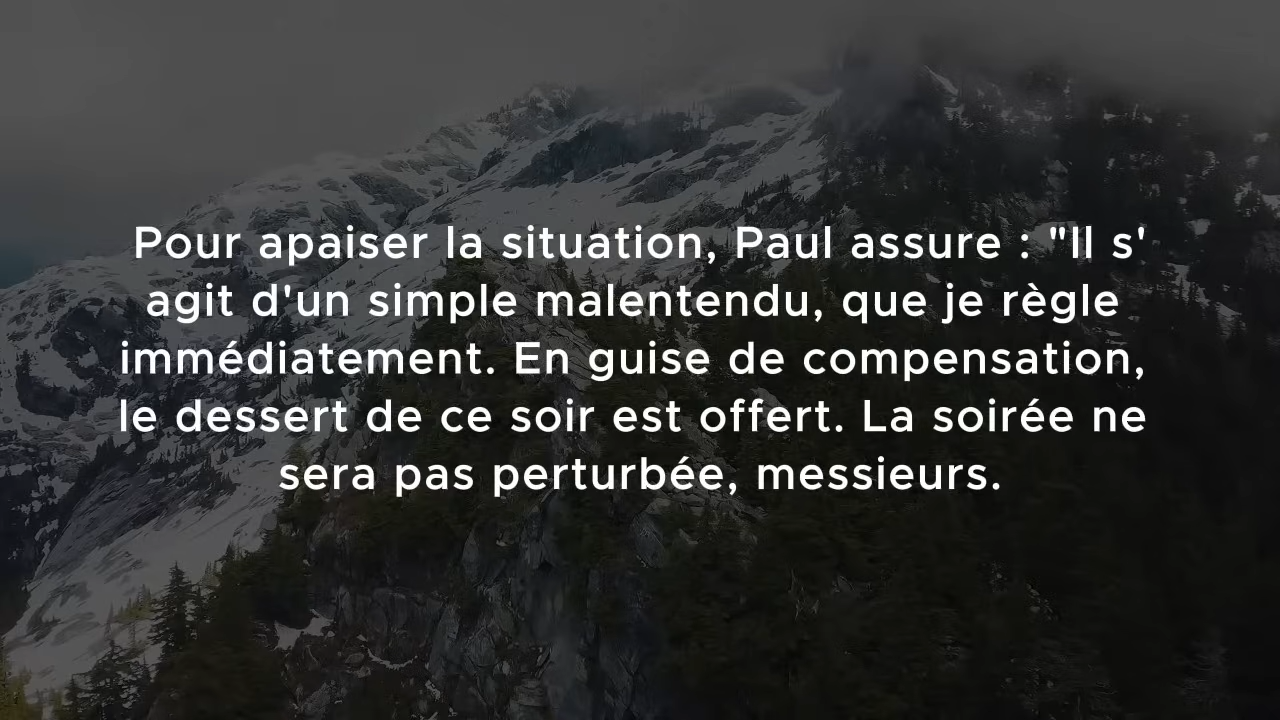 Pour apaiser la situation, Paul assure : "Il s'
agit d'un simple malentendu, que je règle
immédiatement. En guise de compensation,
le dessert de ce soir est offert. La soirée ne
sera pas perturbée, messieurs.